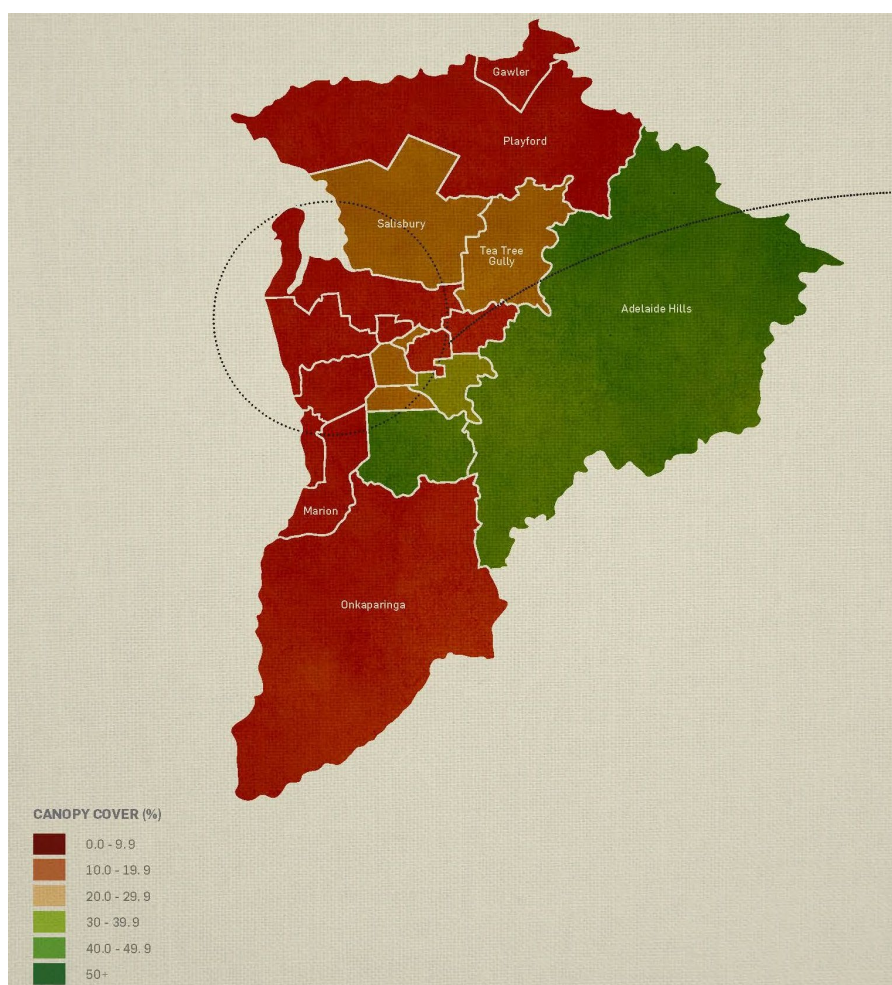 Gawler
Playford
Salisbury
Tea Tree
Gully
Adelaide Hills
Marion
Onkaparinga
CANOPY COVER (%)
0.0 - 9.9
10.0 - 19.9
20.0 - 29.9
30 - 39.9
40.0 - 49.9
50+